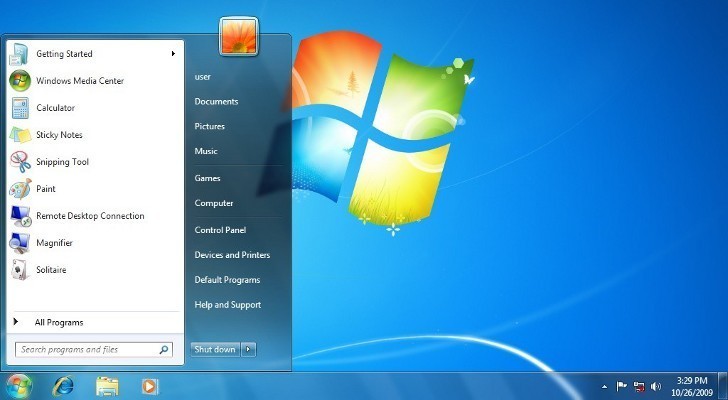 Getting Started
Windows Media Center
Calculator
Sticky Notes
Snipping Tool
Paint
Remote Desktop Connection
Magnifier
Solitaire
All Programs
Search programs and files
user
Documents
Pictures
Music
Games
Computer
Control Panel
Devices and Printers
Default Programs
Help and Support
Shut down
3:29 PM
10/26/2009